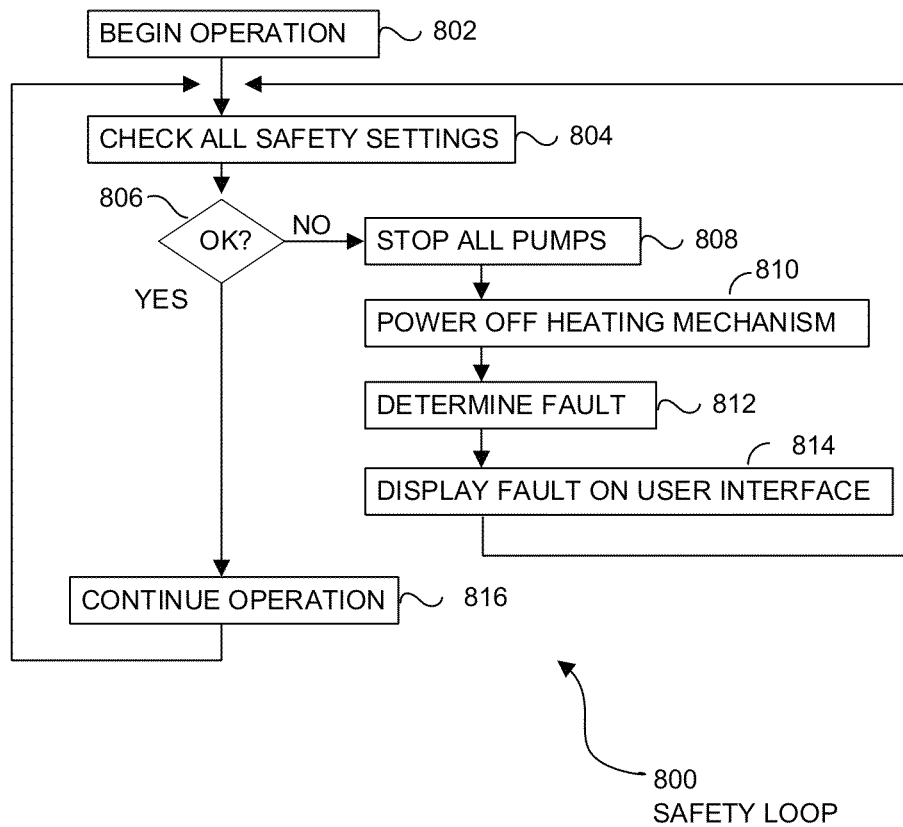 BEGIN OPERATION
802
CHECK ALL SAFETY SETTINGS
804
806
OK?
NO
YES
STOP ALL PUMPS
808
810
POWER OFF HEATING MECHANISM
DETERMINE FAULT
812
814
DISPLAY FAULT ON USER INTERFACE
CONTINUE OPERATION
816
800
SAFETY LOOP